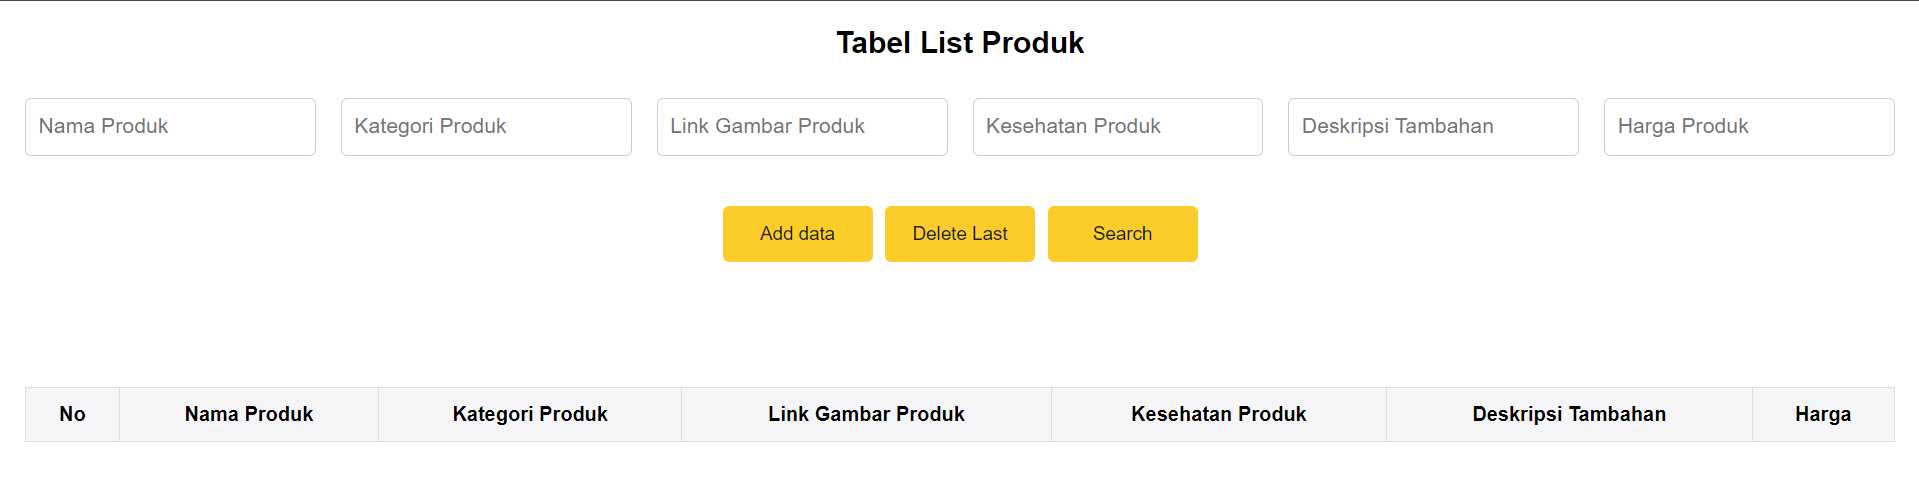 Tabel List Produk
Nama Produk Kategori Produk Link Gambar Produk Kesehatan Produk Deskripsi Tambahan Harga Produk
Add data Delete Last Search
No Nama Produk Kategori Produk Link Gambar Produk Kesehatan Produk Deskripsi Tambahan Harga